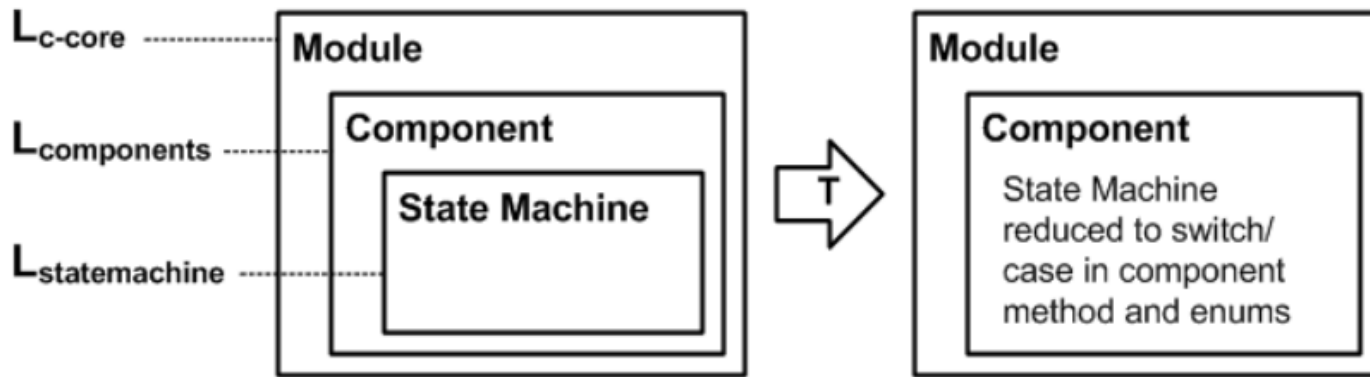 Lc-core
Module
Module
Lcomponents
Component
Component
T
Lstatemachine
State Machine
State Machine
reduced to switch/
case in component
method and enums